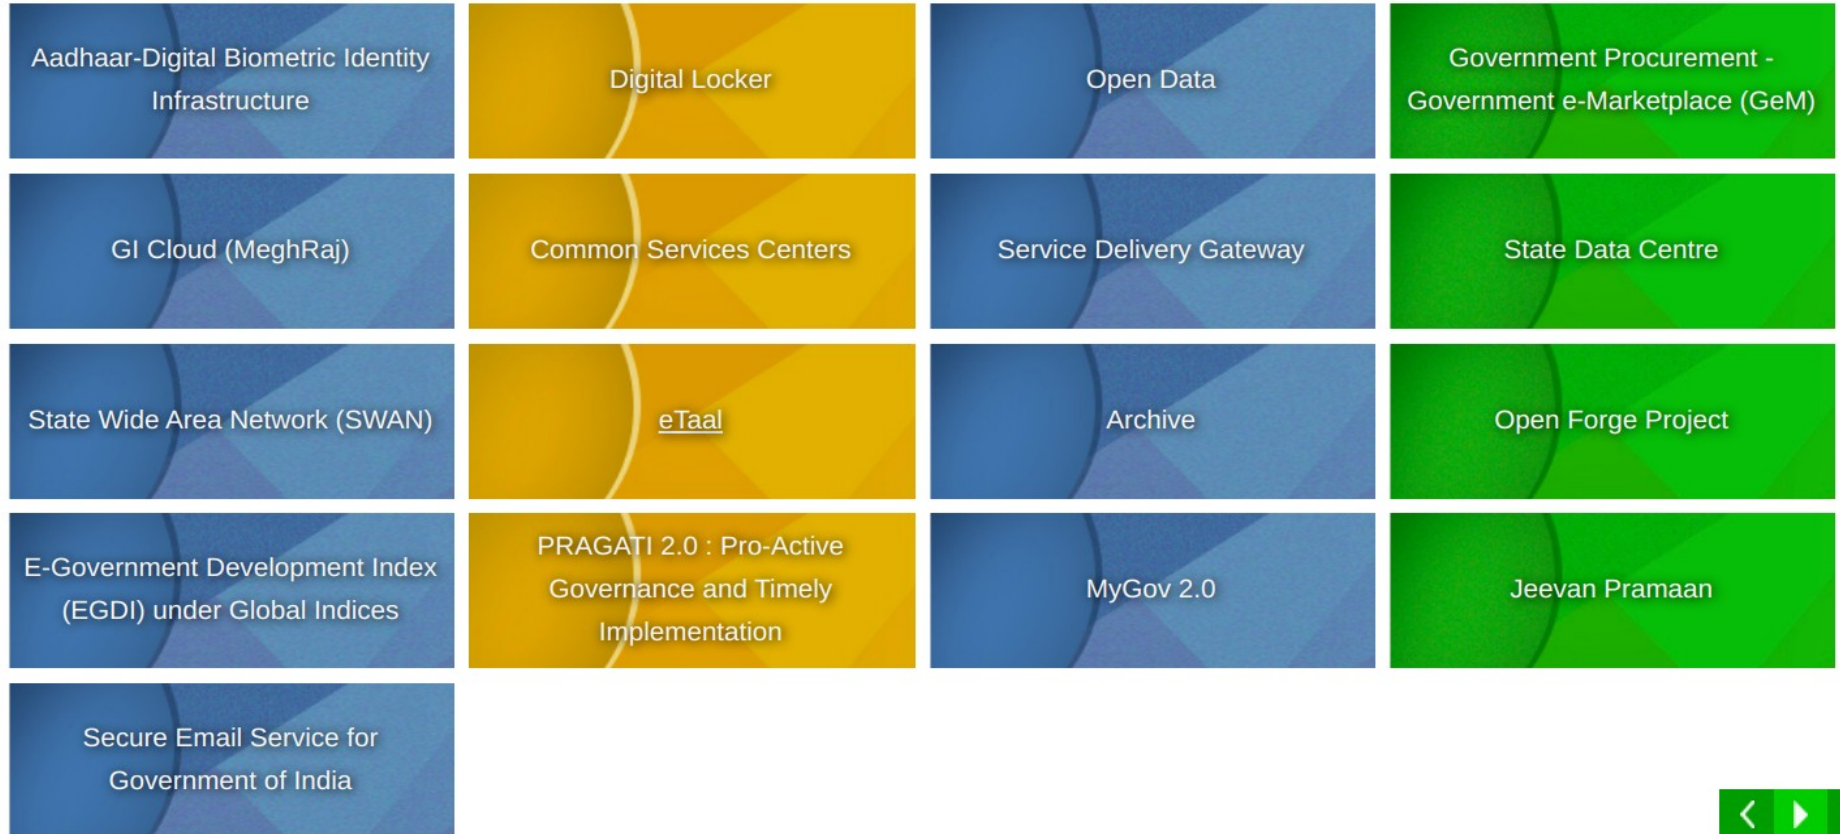 Aadhaar-Digital Biometric Identity
Infrastructure
Digital Locker
Open Data
Government Procurement -
Government e-Marketplace (GeM)
GI Cloud (MeghRaj)
Common Services Centers
Service Delivery Gateway
State Data Centre
State Wide Area Network (SWAN)
eTaal
Archive
Open Forge Project
E-Government Development Index
(EGDI) under Global Indices
PRAGATI 2.0 : Pro-Active
Governance and Timely
Implementation
MyGov 2.0
Jeevan Pramaan
Secure Email Service for
Government of India